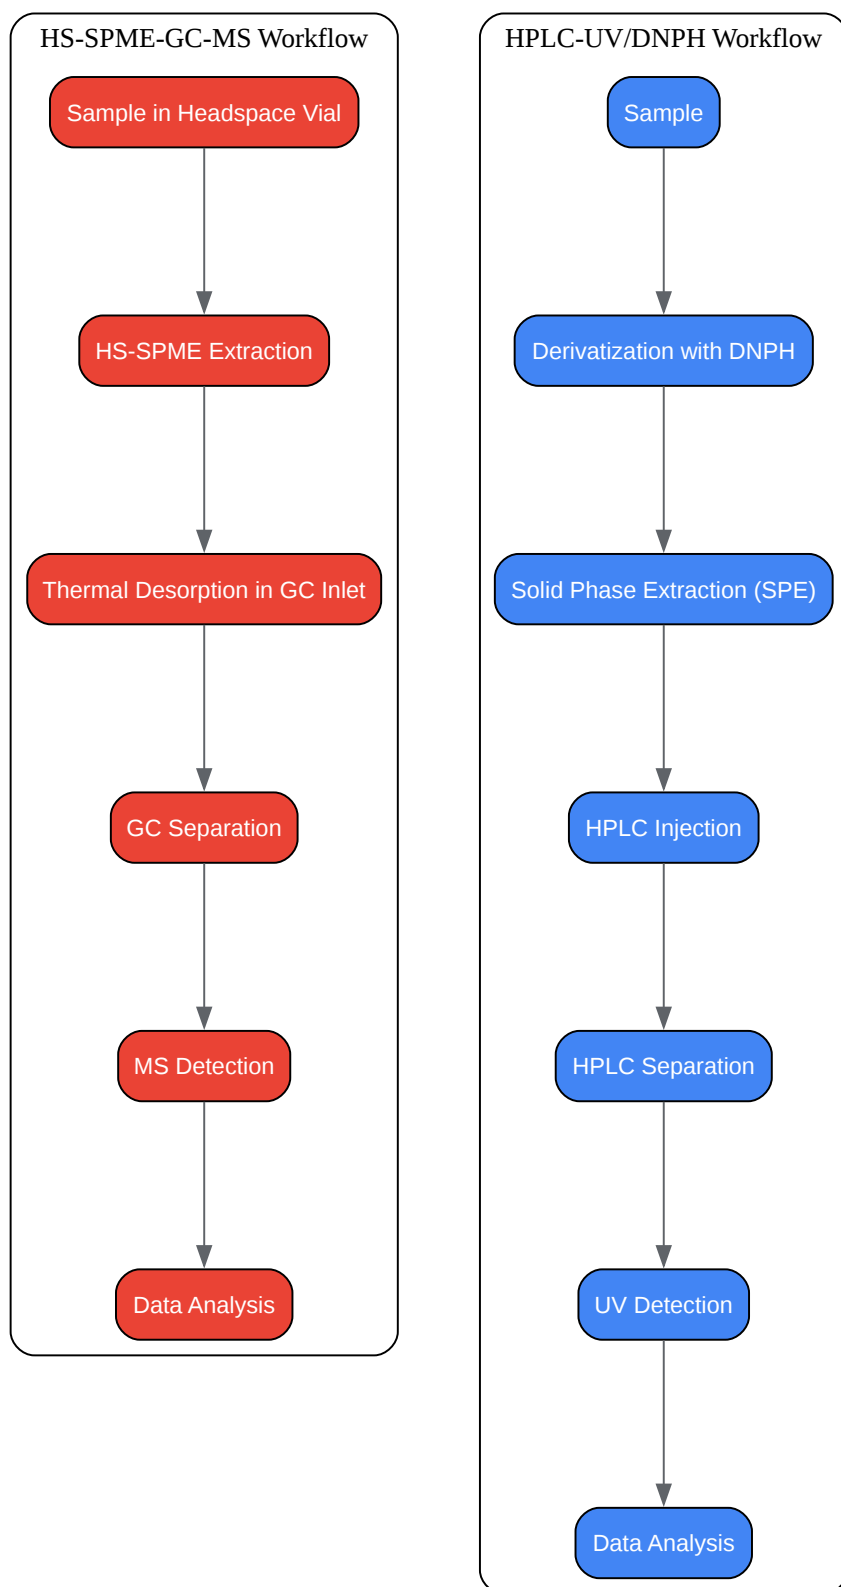 HS-SPME-GC-MS Workflow
Sample in Headspace Vial
HS-SPME Extraction
Thermal Desorption in GC Inlet
GC Separation
MS Detection
Data Analysis
HPLC-UV/DNPH Workflow
Sample
Derivatization with DNPH
Solid Phase Extraction (SPE)
HPLC Injection
HPLC Separation
UV Detection
Data Analysis